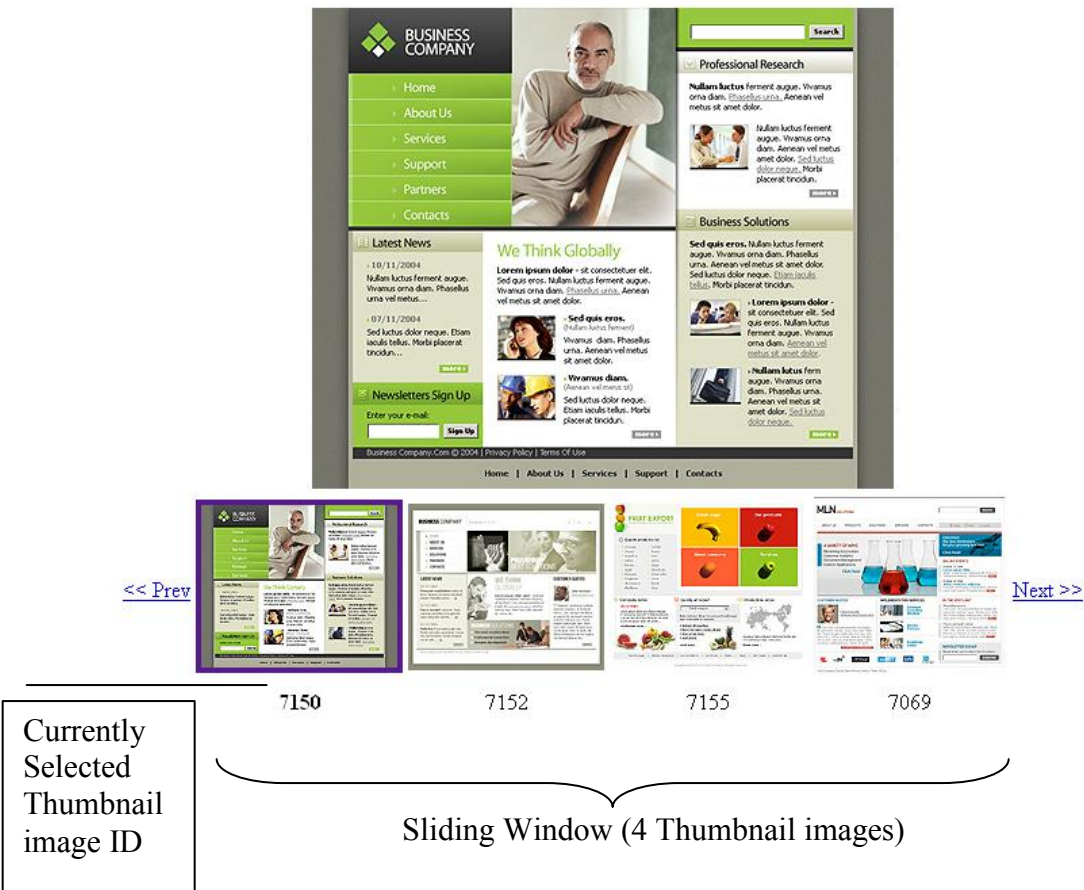 BUSINESS
COMPANY
Home
About Us
Services
Support
Partners
Contacts
Search
Professional Research
Nullam luctus ferment augue. Vivamus
orna diam. Phasellus urna. Aenean vel
metus sit amet dolor.
Nullam luctus ferment
augue. Vivamus orna
diam. Aenean vel metus
amet dolor. Sed luctus
dolor neque. Morbi
placerat tincidun.
more
Latest News
10/11/2004
Nullam luctus ferment augue.
Vivamus orna diam. Phasellus
urna vel metus...
07/11/2004
Sed luctus dolor neque. Etiam
iaculis tellus. Morbi placerat
tincidun...
more
Newsletters Sign Up
Enter your e-mail:
Sign Up
We Think Globally
Lorem ipsum dolor - sit consectetuer elit.
Sed quis eros. Nullam luctus ferment augue.
Vivamus orna diam. Phasellus urna. Aenean
vel metus sit amet dolor.
Sed quis eros.
(Nullam luctus ferment)
Vivamus diam. Phasellus
urna. Aenean vel metus
sit amet dolor.
Vivamus diam.
(Aenean vel metus sit)
Sed luctus dolor neque.
Etiam iaculis tellus. Morbi
placerat tincidun.
more
Business Solutions
Sed quis eros. Nullam luctus ferment
augue. Vivamus orna diam. Phasellus
urna. Aenean vel metus sit amet dolor.
Sed luctus dolor neque. Etiam iaculis
tellus. Morbi placerat tincidun.
Lorem ipsum dolor -
sit consectetuer elit. Sed
quis eros. Nullam luctus
ferment augue. Vivamus
orna diam. Aenean vel
metus sit amet dolor.
Nullam lutus ferm
augue. Vivamus orna
diam. Phasellus urna.
Aenean vel metus sit
amet dolor. Sed luctus
dolor neque.
more
Business Company.Com © 2004 | Privacy Policy | Terms Of Use
Home | About Us | Services | Support | Contacts
<< Prev
BUSINESS COMPANY
FRUIT EXPORT
MLN
Next >>
7150
7152
7155
7069
Currently
Selected
Thumbnail
image ID
Sliding Window (4 Thumbnail images)